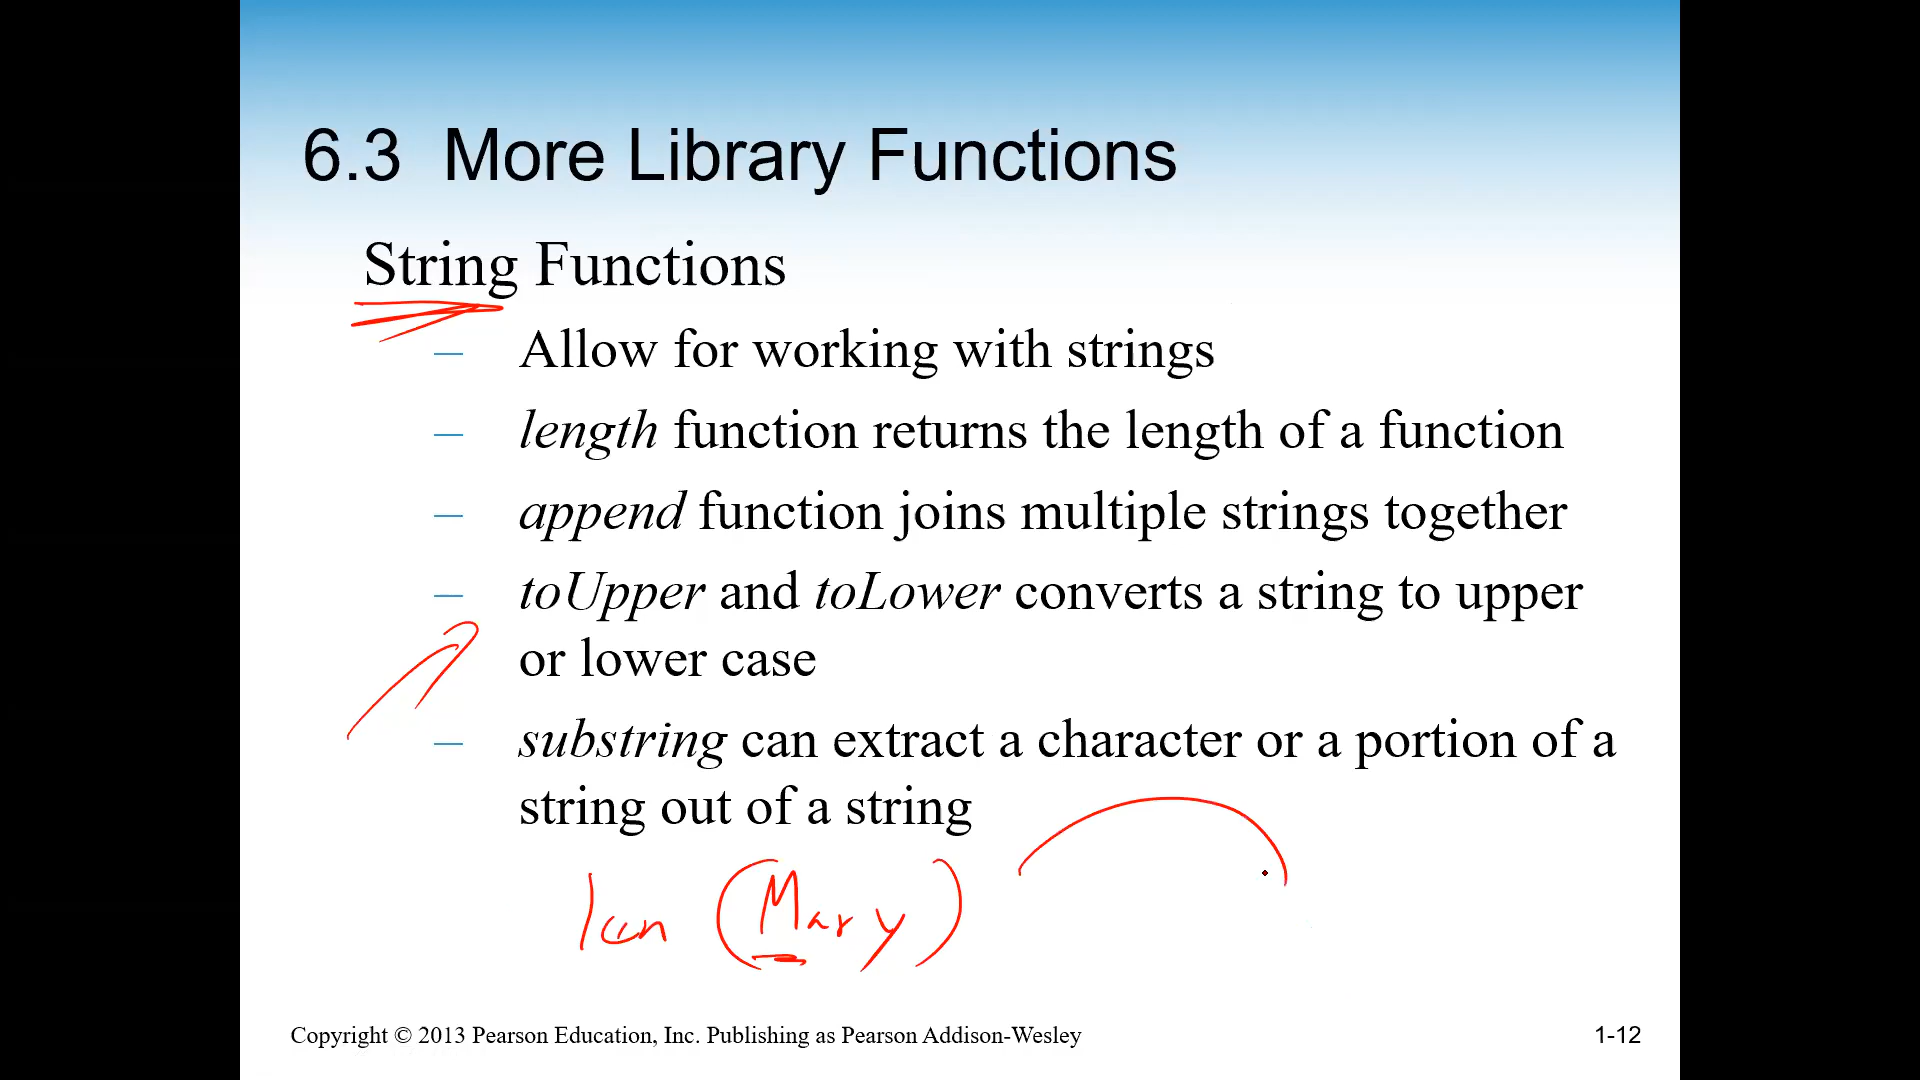 6.3 More Library Functions
String Functions
– Allow for working with strings
– length function returns the length of a function
– append function joins multiple strings together
– toUpper and toLower converts a string to upper
or lower case
– substring can extract a character or a portion of a
string out of a string
len (Mary)
Copyright © 2013 Pearson Education, Inc. Publishing as Pearson Addison-Wesley
1-12